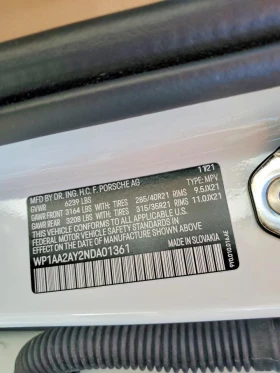 MFD BY DR. ING. H.C. F. PORSCHE AG 11/21
GVWR 6239 LBS TYPE: MPV
GAWR FRONT 3164 LBS WITH: TIRES 285/40R21 RIMS 9.5JX21
GAWR REAR 3208 LBS WITH: TIRES 315/35R21 RIMS 11.0JX21
THIS VEHICLE CONFORMS TO ALL APPLICABLE U.S.
FEDERAL MOTOR VEHICLE SAFETY STANDARDS
IN EFFECT ON THE DATE OF MANUFACTURE SHOWN ABOVE
WP1AA2AY2NDA01361
MADE IN SLOVAKIA